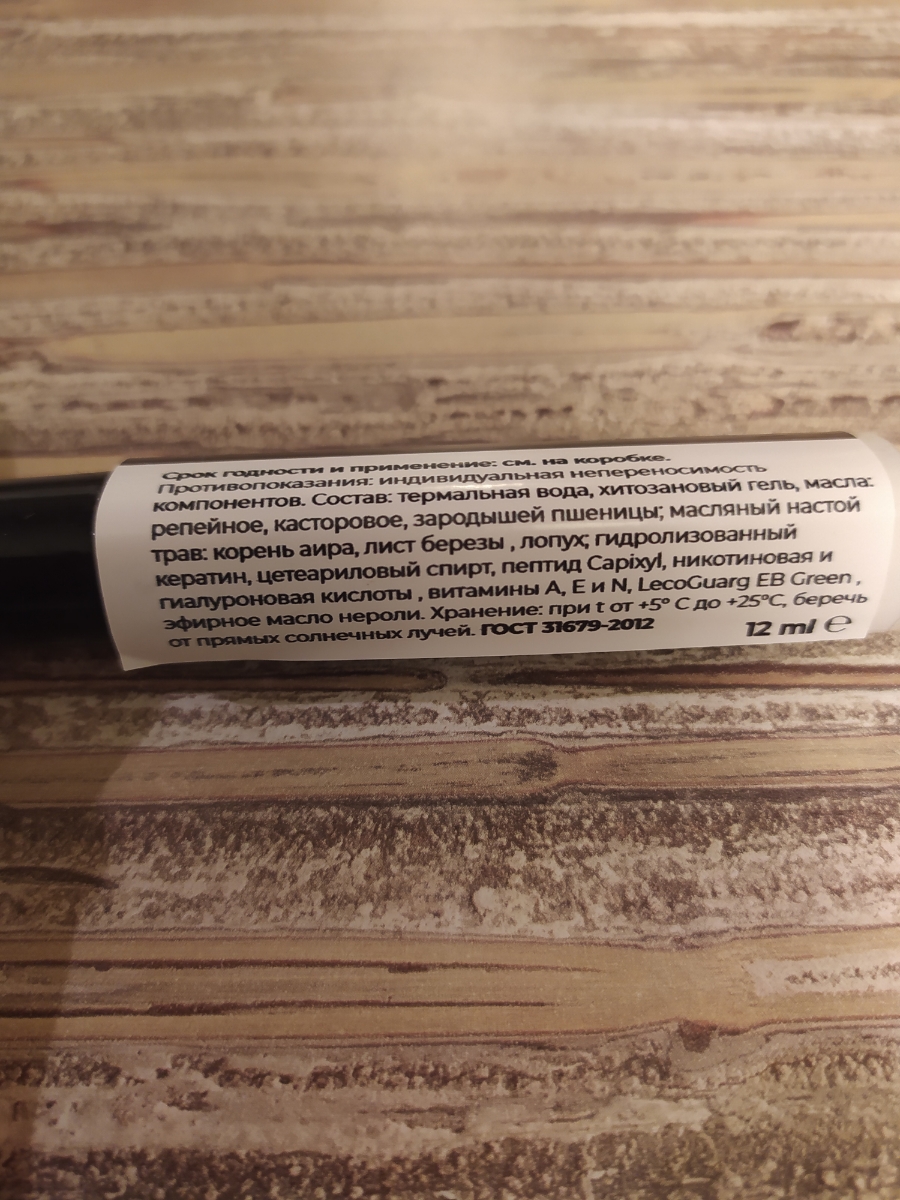 Срок годности и применение: см. на коробке.
Противопоказания: индивидуальная непереносимость
компонентов. Состав: термальная вода, хитозановый гель, масла:
репейное, касторовое, зародышей пшеницы; масляный настой
трав: корень аира, лист березы , лопух; гидролизованный
кератин, цетеариловый спирт, пептид Capixyl, никотиновая и
гиалуроновая кислоты , витамины А, Е и N, LecoGuarg EB Green ,
эфирное масло нероли. Хранение: при t от +5° С до +25°С, беречь
от прямых солнечных лучей. ГОСТ 31679-2012 12 ml ℮